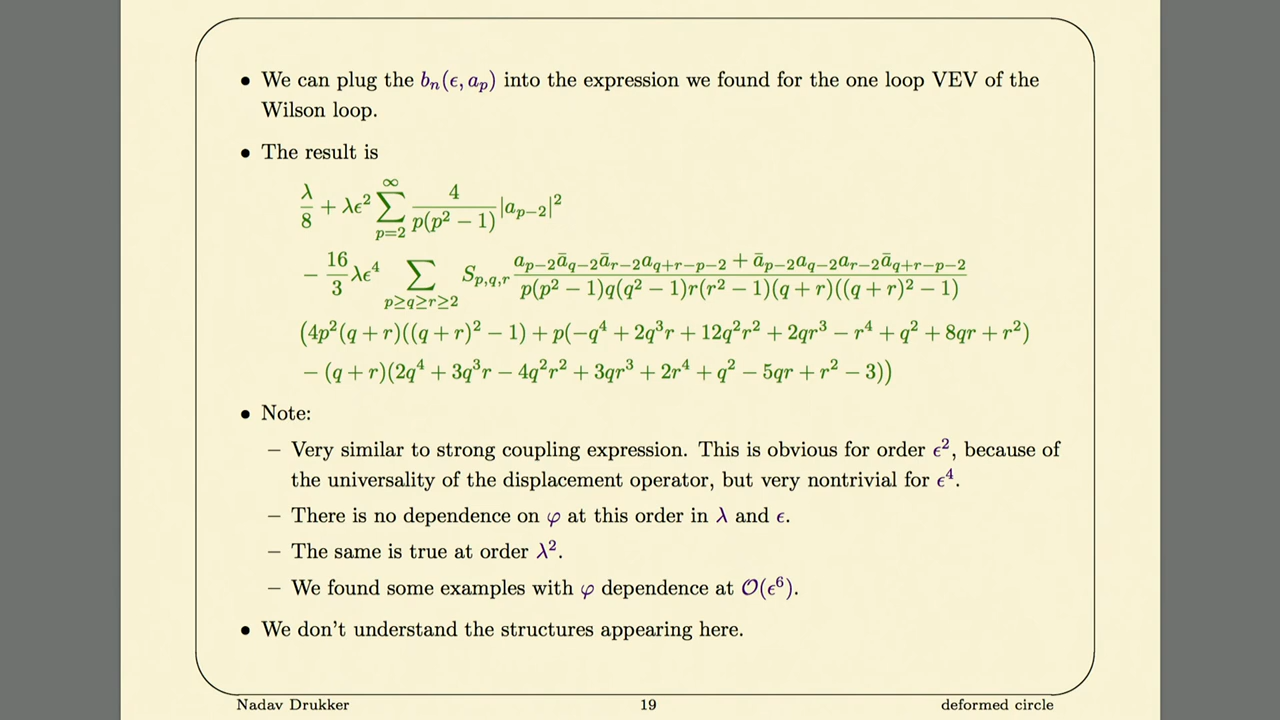 • We can plug the bₙ(ϵ, aₚ) into the expression we found for the one loop VEV of the
Wilson loop.
• The result is
λ/8 + λϵ² ∑_{p=2}^{∞} 4/(p(p² − 1)) |a_{p−2}|²
− 16/3 λϵ⁴ ∑_{p≥q≥r≥2} S_{p,q,r} (a_{p−2}ā_{q−2}ā_{r−2}a_{q+r−p−2} + ā_{p−2}a_{q−2}a_{r−2}ā_{q+r−p−2})/(p(p² − 1)q(q² − 1)r(r² − 1)(q + r)((q + r)² − 1))
(4p²(q + r)((q + r)² − 1) + p(−q⁴ + 2q³r + 12q²r² + 2qr³ − r⁴ + q² + 8qr + r²)
− (q + r)(2q⁴ + 3q³r − 4q²r² + 3qr³ + 2r⁴ + q² − 5qr + r² − 3))
• Note:
– Very similar to strong coupling expression. This is obvious for order ϵ², because of
the universality of the displacement operator, but very nontrivial for ϵ⁴.
– There is no dependence on φ at this order in λ and ϵ.
– The same is true at order λ².
– We found some examples with φ dependence at 𝒪(ϵ⁶).
• We don't understand the structures appearing here.
Nadav Drukker 19 deformed circle